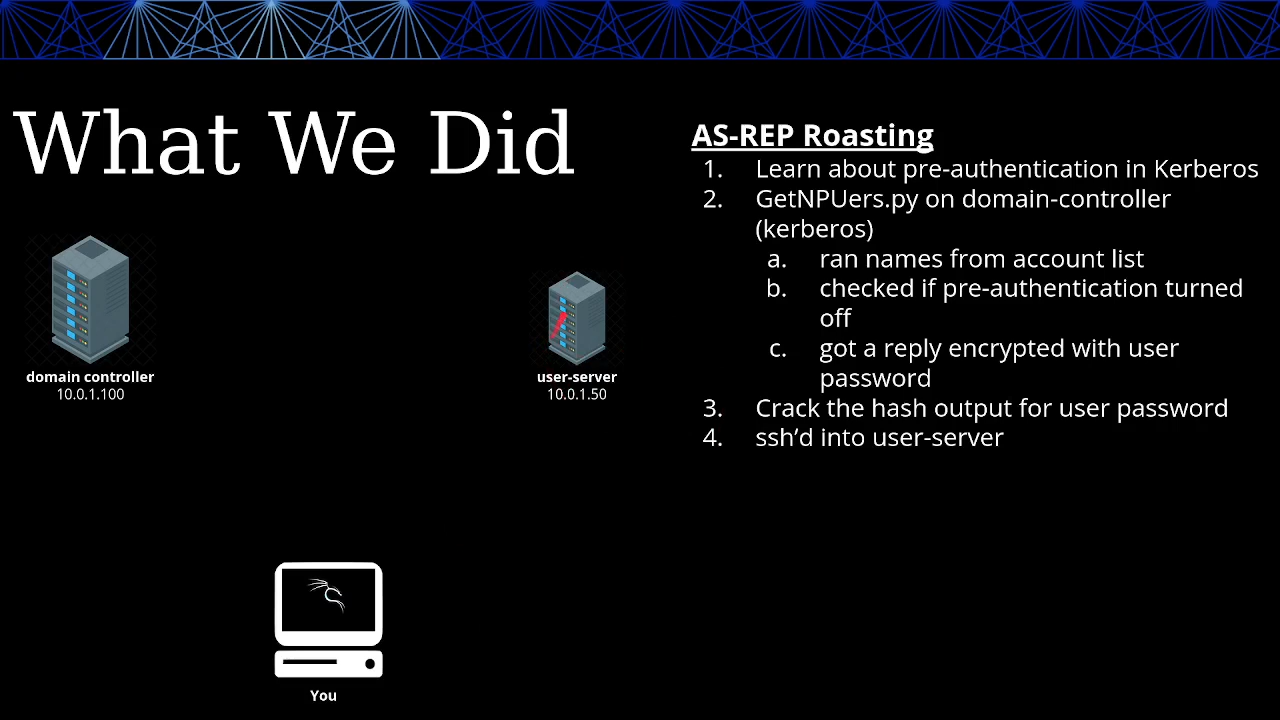 What We Did
AS-REP Roasting
1. Learn about pre-authentication in Kerberos
2. GetNPUers.py on domain-controller
(kerberos)
a. ran names from account list
b. checked if pre-authentication turned
off
c. got a reply encrypted with user
password
3. Crack the hash output for user password
4. ssh’d into user-server
domain controller
10.0.1.100
user-server
10.0.1.50
You